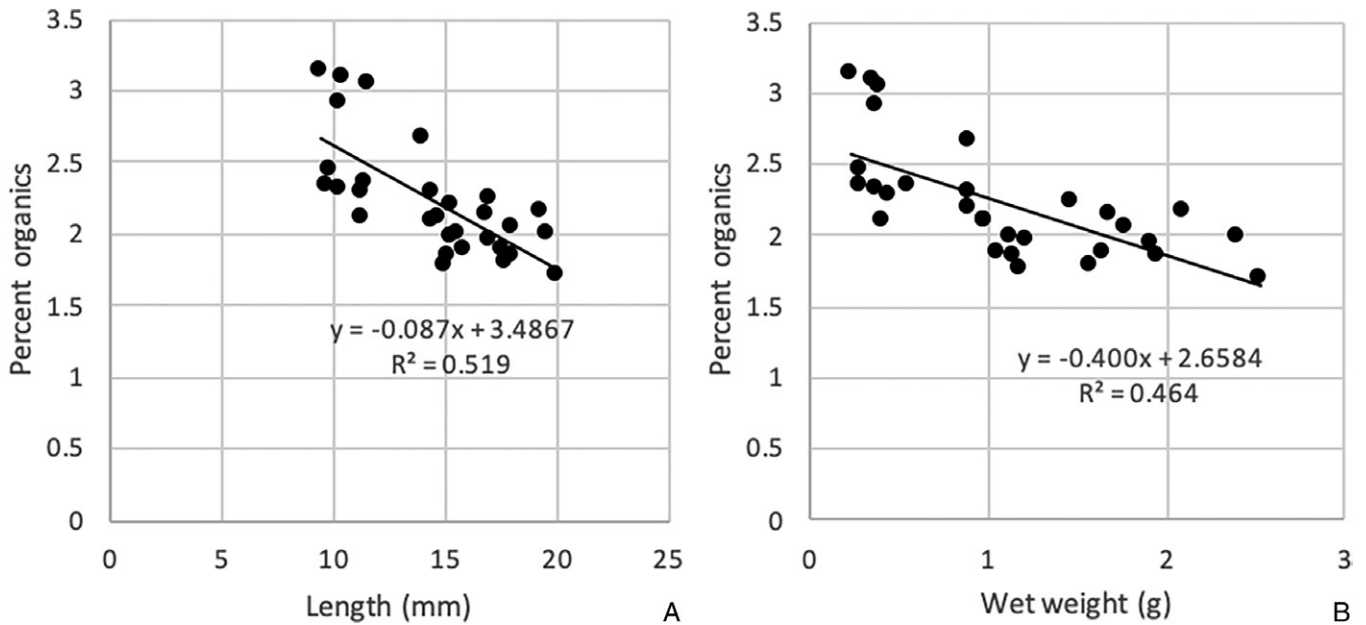 3.5
3
2.5
2
1.5
1
0.5
0
Percent organics
y = -0.087x + 3.4867
R² = 0.519
0 5 10 15 20 25
Length (mm)
A
3.5
3
2.5
2
1.5
1
0.5
0
Percent organics
y = -0.400x + 2.6584
R² = 0.464
0 1 2 3
Wet weight (g)
B